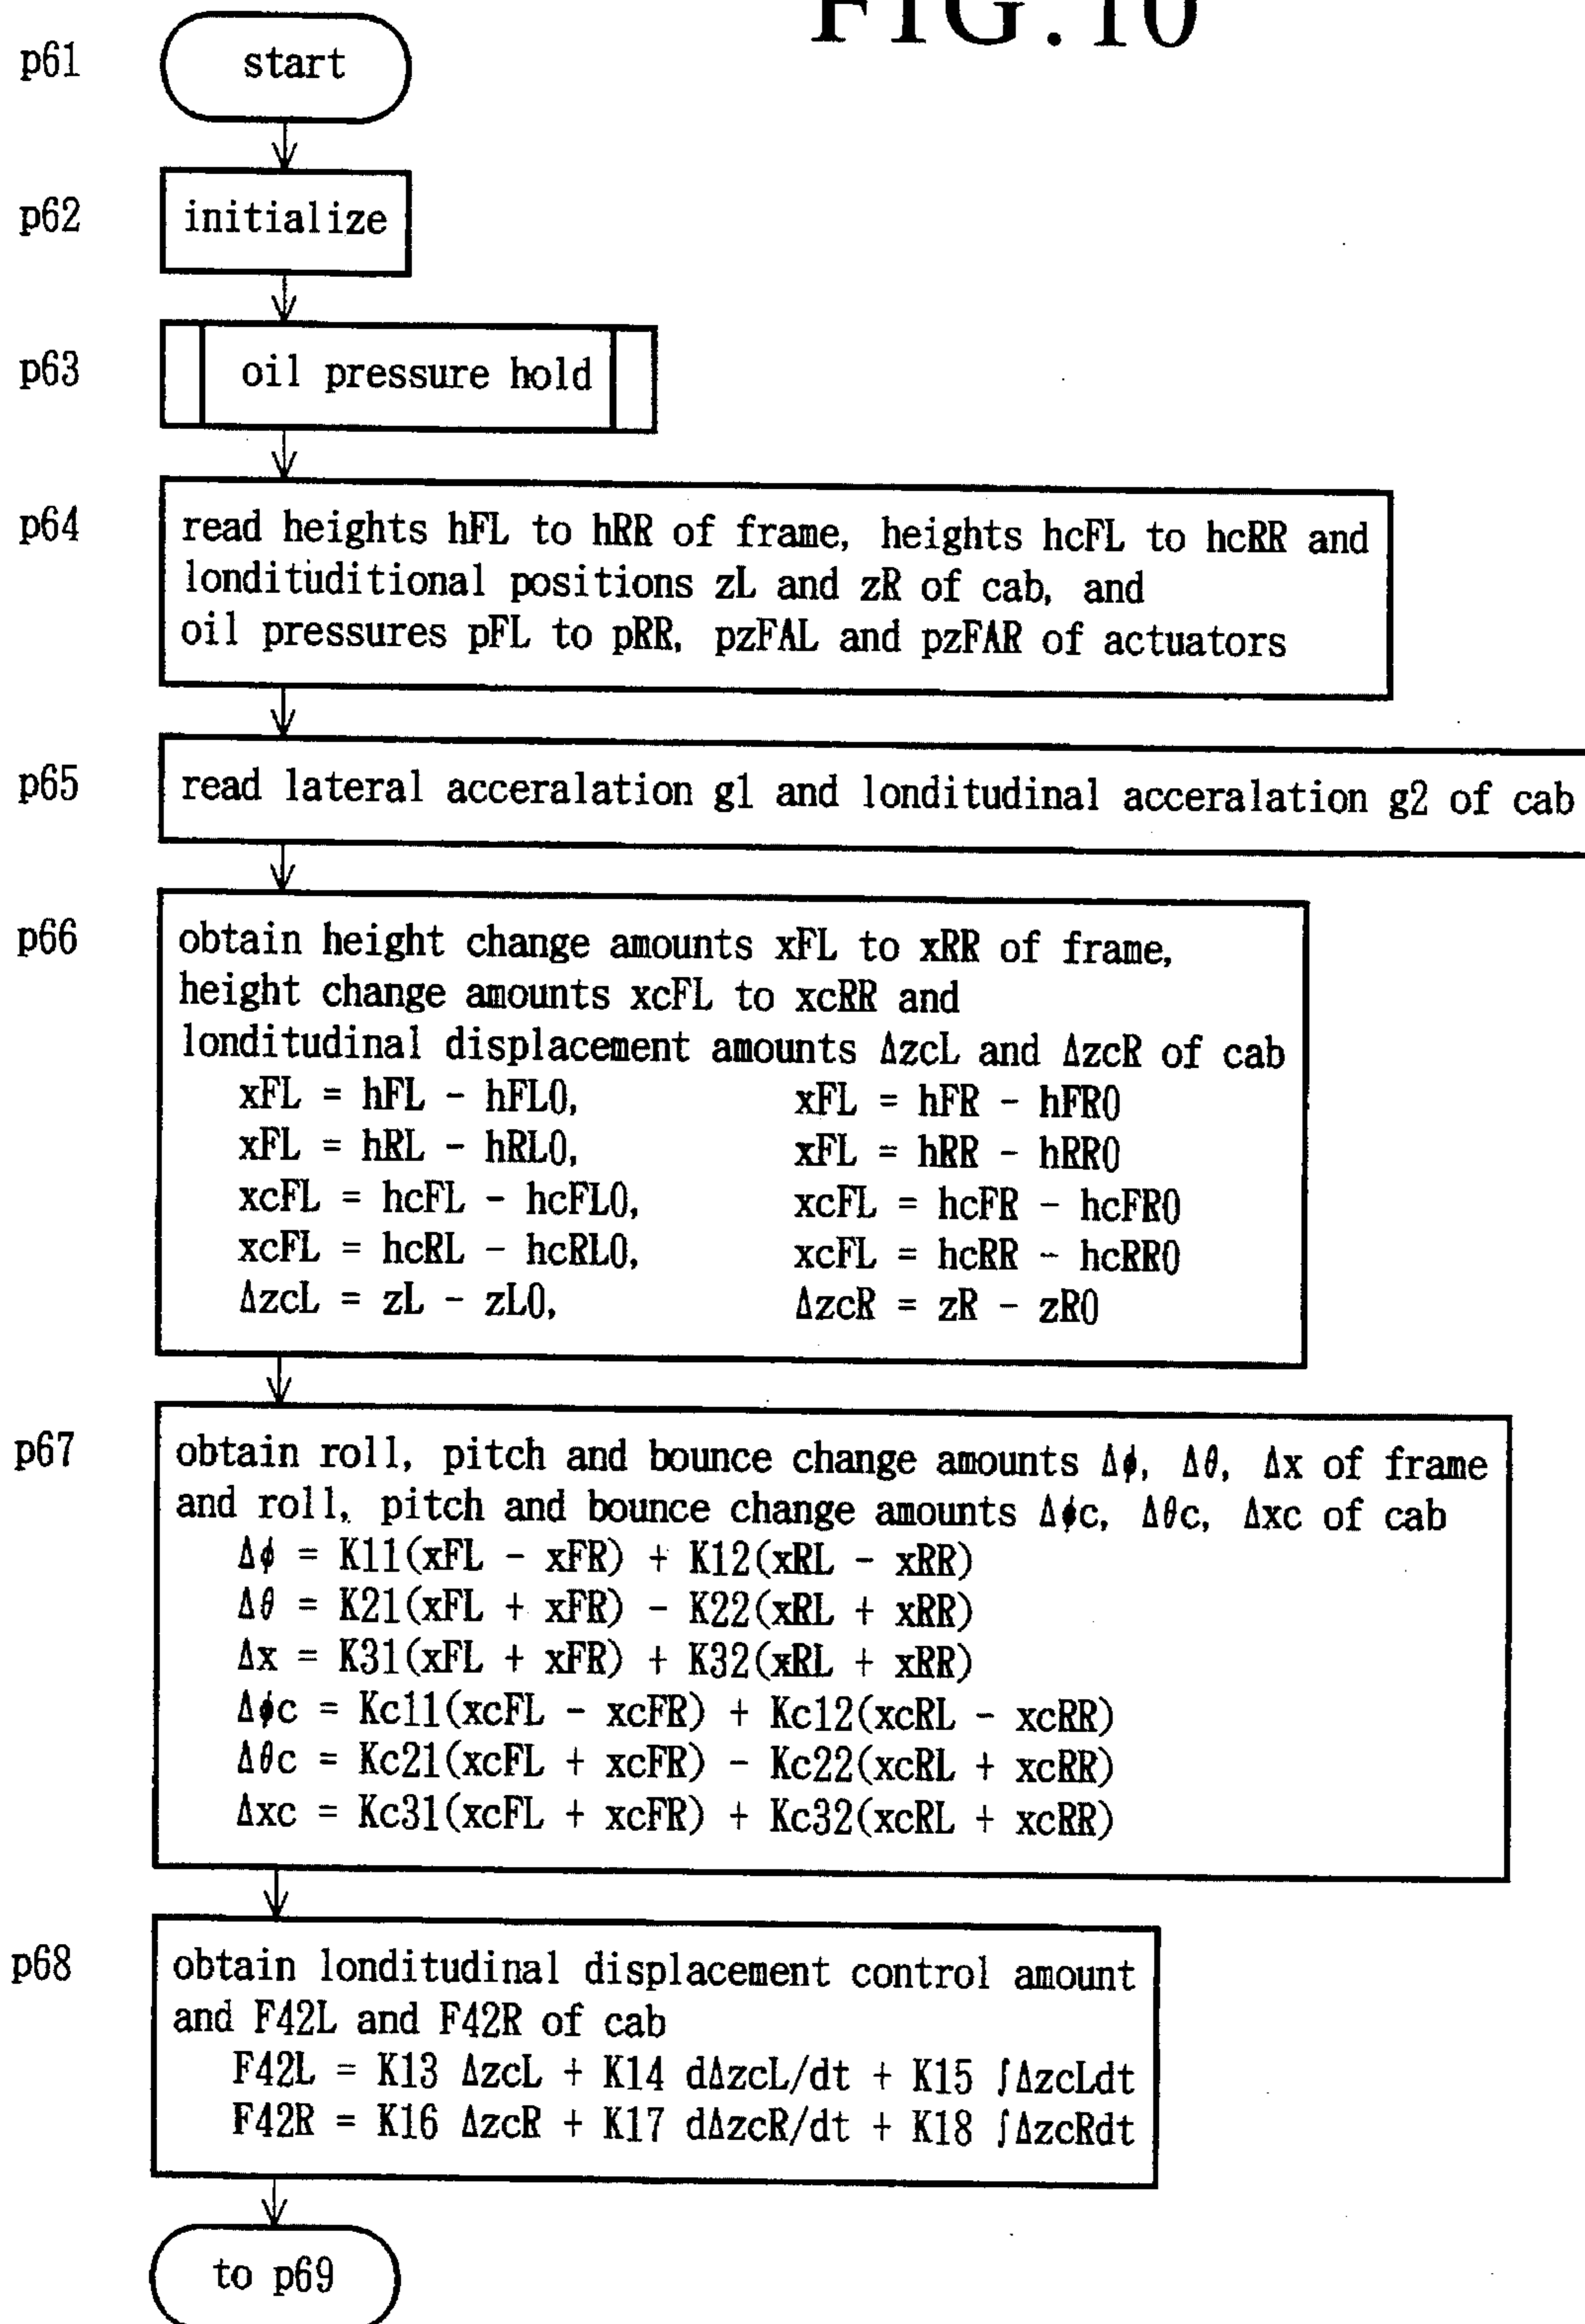 FIG.10
p61 start
p62 initialize
p63 oil pressure hold
p64 read heights hFL to hRR of frame, heights hcFL to hcRR and
londituditional positions zL and zR of cab, and
oil pressures pFL to pRR, pzFAL and pzFAR of actuators
p65 read lateral acceralation g1 and londitudinal acceralation g2 of cab
p66 obtain height change amounts xFL to xRR of frame,
height change amounts xcFL to xcRR and
londitudinal displacement amounts ΔzcL and ΔzcR of cab
xFL = hFL - hFL0, xFL = hFR - hFR0
xFL = hRL - hRL0, xFL = hRR - hRR0
xcFL = hcFL - hcFL0, xcFL = hcFR - hcFR0
xcFL = hcRL - hcRL0, xcFL = hcRR - hcRR0
ΔzcL = zL - zL0, ΔzcR = zR - zR0
p67 obtain roll, pitch and bounce change amounts Δϕ, Δθ, Δx of frame
and roll, pitch and bounce change amounts Δϕc, Δθc, Δxc of cab
Δϕ = K11(xFL - xFR) + K12(xRL - xRR)
Δθ = K21(xFL + xFR) - K22(xRL + xRR)
Δx = K31(xFL + xFR) + K32(xRL + xRR)
Δϕc = Kc11(xcFL - xcFR) + Kc12(xcRL - xcRR)
Δθc = Kc21(xcFL + xcFR) - Kc22(xcRL + xcRR)
Δxc = Kc31(xcFL + xcFR) + Kc32(xcRL + xcRR)
p68 obtain londitudinal displacement control amount
and F42L and F42R of cab
F42L = K13 ΔzcL + K14 dΔzcL/dt + K15 ∫ΔzcLdt
F42R = K16 ΔzcR + K17 dΔzcR/dt + K18 ∫ΔzcRdt
to p69